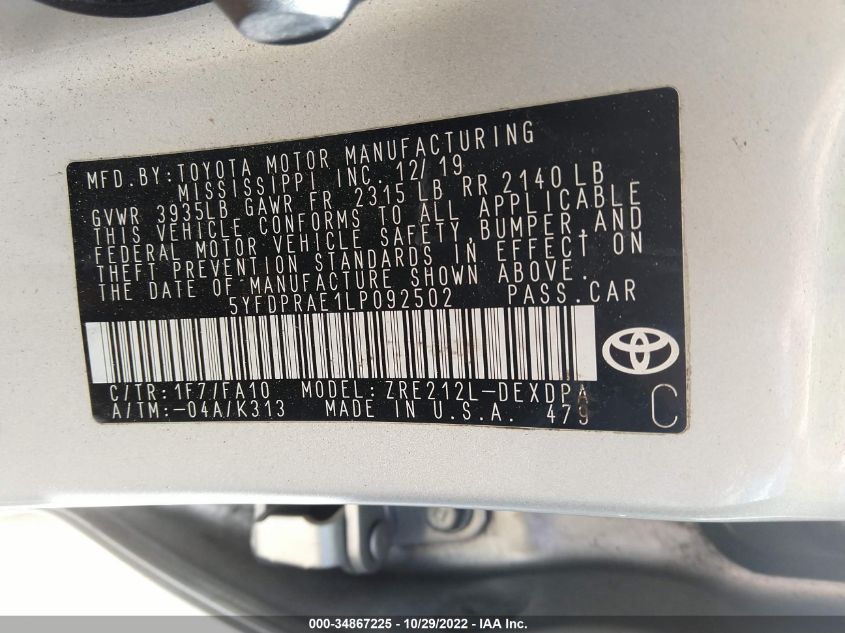 MFD.BY:TOYOTA MOTOR MANUFACTURING
MISSISSIPPI INC. 12/19
GVWR 3935LB GAWR FR 2315 LB RR 2140 LB
THIS VEHICLE CONFORMS TO ALL APPLICABLE
FEDERAL MOTOR VEHICLE SAFETY,BUMPER,AND
THEFT PREVENTION STANDARDS IN EFFECT ON
THE DATE OF MANUFACTURE SHOWN ABOVE.
5YFDPRAE1LP092502 PASS.CAR
C/TR:1F7/FA10 MODEL:ZRE212L-DEXDPA
A/TM:-04A/K313 MADE IN U.S.A. 479
C
000-34867225 - 10/29/2022 - IAA Inc.